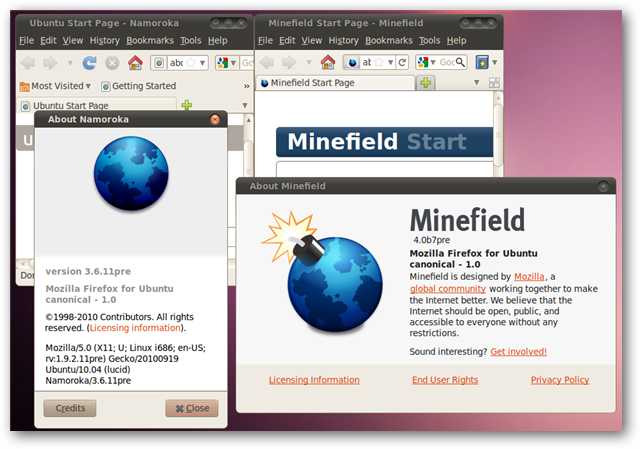 Ubuntu Start Page - Namoroka
File Edit View History Bookmarks Tools Help
Most Visited Getting Started »
Ubuntu Start Page
U
About Namoroka
version 3.6.11pre
Mozilla Firefox for Ubuntu
canonical - 1.0
©1998-2010 Contributors. All rights
reserved. (Licensing information).
Mozilla/5.0 (X11; U; Linux i686; en-US;
rv:1.9.2.11pre) Gecko/20100919
Ubuntu/10.04 (lucid)
Namoroka/3.6.11pre
Credits Close
Minefield Start Page - Minefield
File Edit View History Bookmarks Tools Help
Minefield Start Page
Minefield Start
About Minefield
Minefield
4.0b7pre
Mozilla Firefox for Ubuntu
canonical - 1.0
Minefield is designed by Mozilla, a
global community working together to make
the Internet better. We believe that the
Internet should be open, public, and
accessible to everyone without any
restrictions.
Sound interesting? Get involved!
Licensing Information End User Rights Privacy Policy